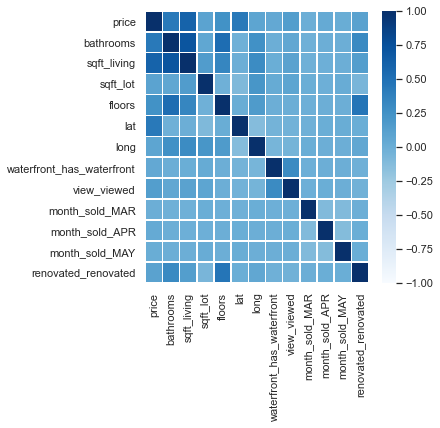 price
bathrooms
sqft_living
sqft_lot
floors
lat
long
waterfront_has_waterfront
view_viewed
month_sold_MAR
month_sold_APR
month_sold_MAY
renovated_renovated
price
bathrooms
sqft_living
sqft_lot
floors
lat
long
waterfront_has_waterfront
view_viewed
month_sold_MAR
month_sold_APR
month_sold_MAY
renovated_renovated
1.00
0.75
0.50
0.25
0.00
−0.25
−0.50
−0.75
−1.00